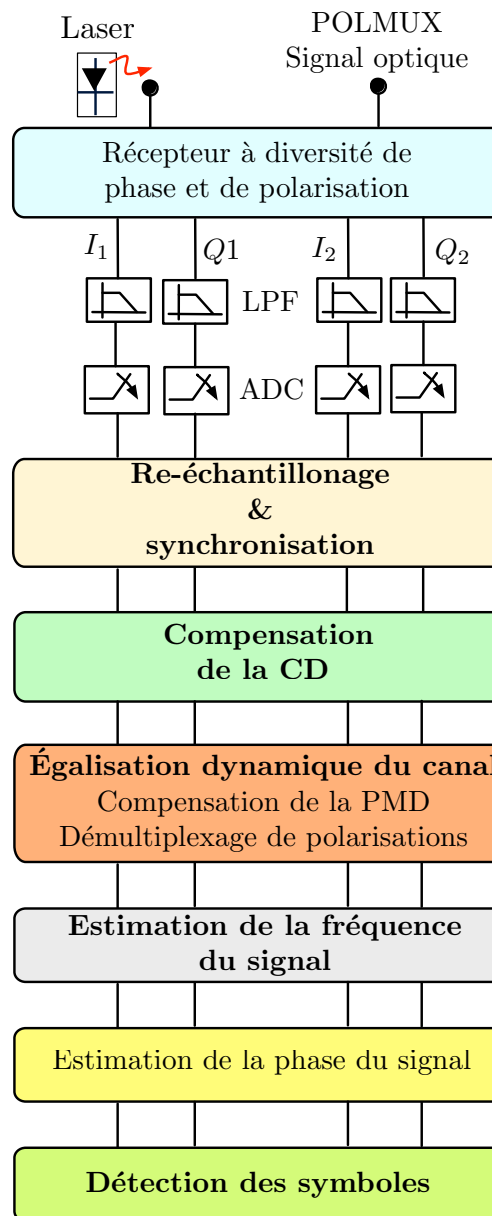 Laser
POLMUX
Signal optique
Récepteur à diversité de
phase et de polarisation
I₁ Q1 I₂ Q₂
LPF
ADC
Re-échantillonage
&
synchronisation
Compensation
de la CD
Égalisation dynamique du canal
Compensation de la PMD
Démultiplexage de polarisations
Estimation de la fréquence
du signal
Estimation de la phase du signal
Détection des symboles